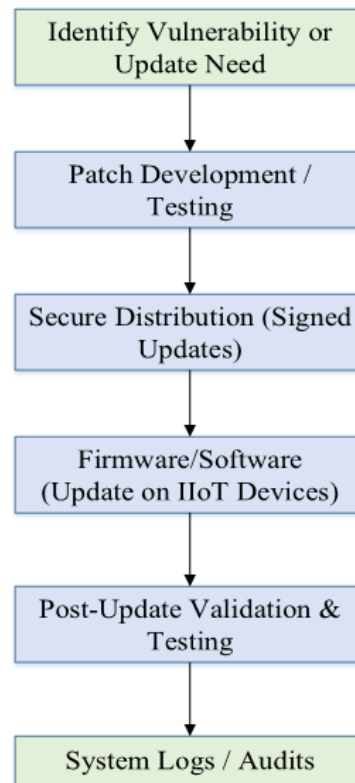 Identify Vulnerability or
Update Need
Patch Development /
Testing
Secure Distribution (Signed
Updates)
Firmware/Software
(Update on IIoT Devices)
Post-Update Validation &
Testing
System Logs / Audits